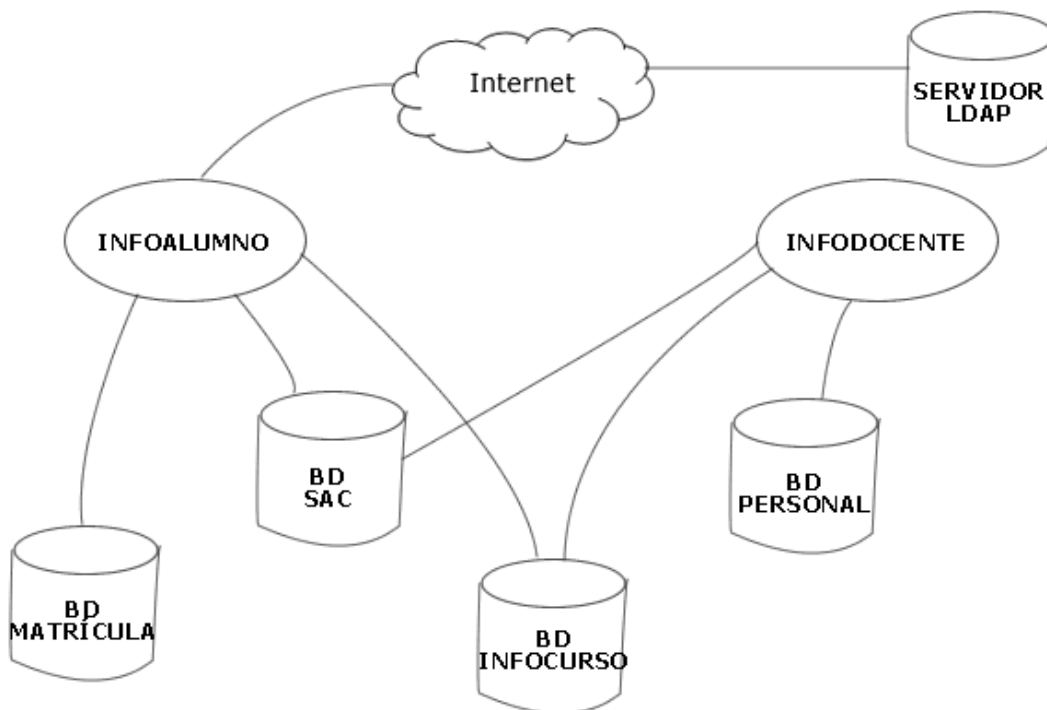 Internet
SERVIDOR
LDAP
INFOALUMNO
INFODOCENTE
BD
SAC
BD
PERSONAL
BD
MATRÍCULA
BD
INFOCURSO